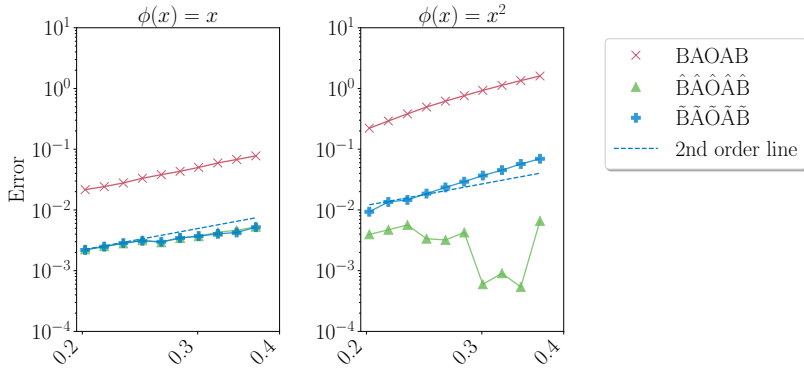 ϕ(x) = x
ϕ(x) = x²
Error
10¹
10⁰
10⁻¹
10⁻²
10⁻³
10⁻⁴
0.2
0.3
0.4
10¹
10⁰
10⁻¹
10⁻²
10⁻³
10⁻⁴
0.2
0.3
0.4
BAOAB
B̂ÂÔÂB̂
B̃ÃÕÃB̃
2nd order line